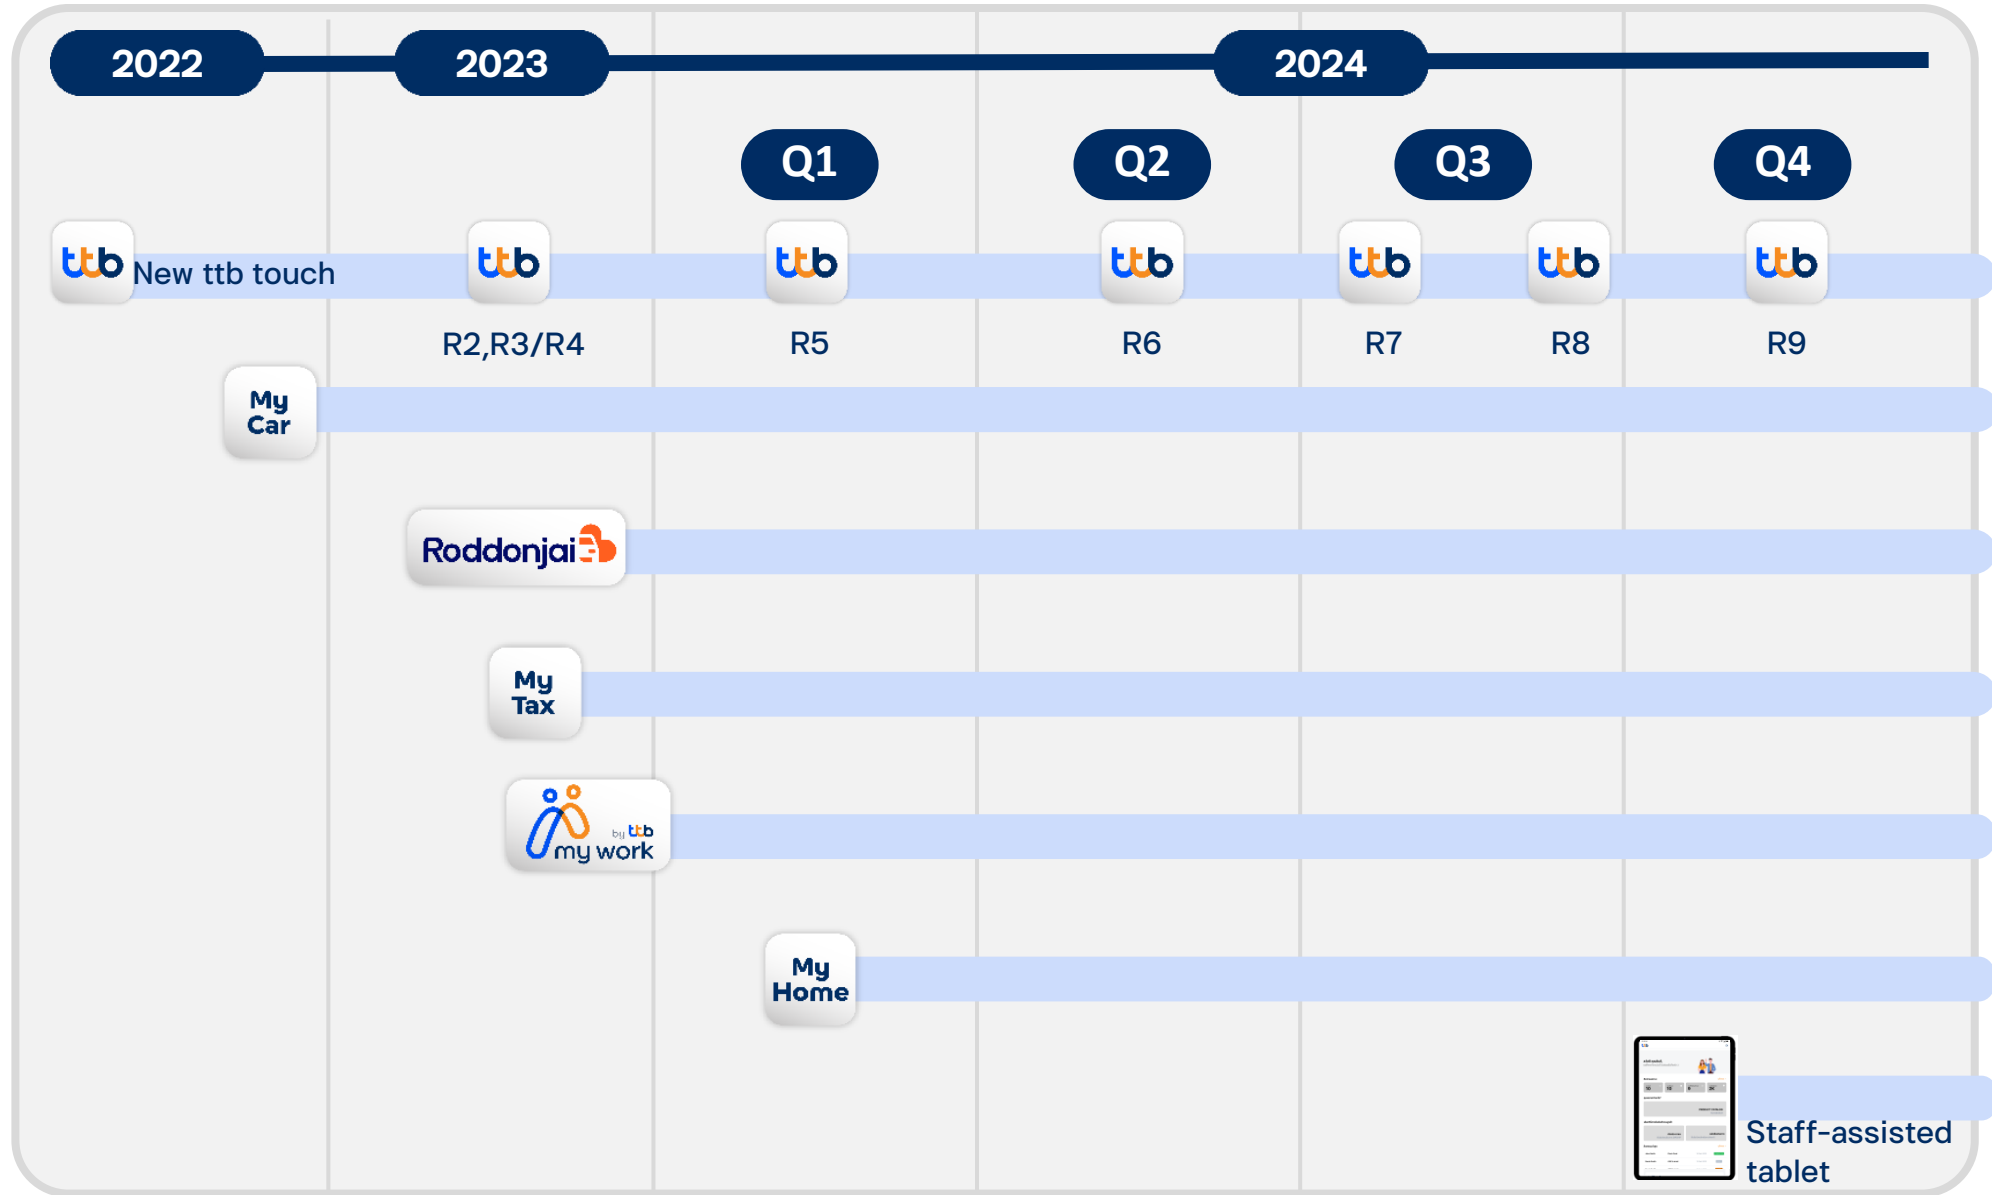 2022
2023
2024
Q1
Q2
Q3
Q4
ttb
New ttb touch
ttb
ttb
ttb
ttb
ttb
ttb
R2,R3/R4
R5
R6
R7
R8
R9
My
Car
Roddonjai
My
Tax
by ttb
my work
My
Home
Staff-assisted
tablet